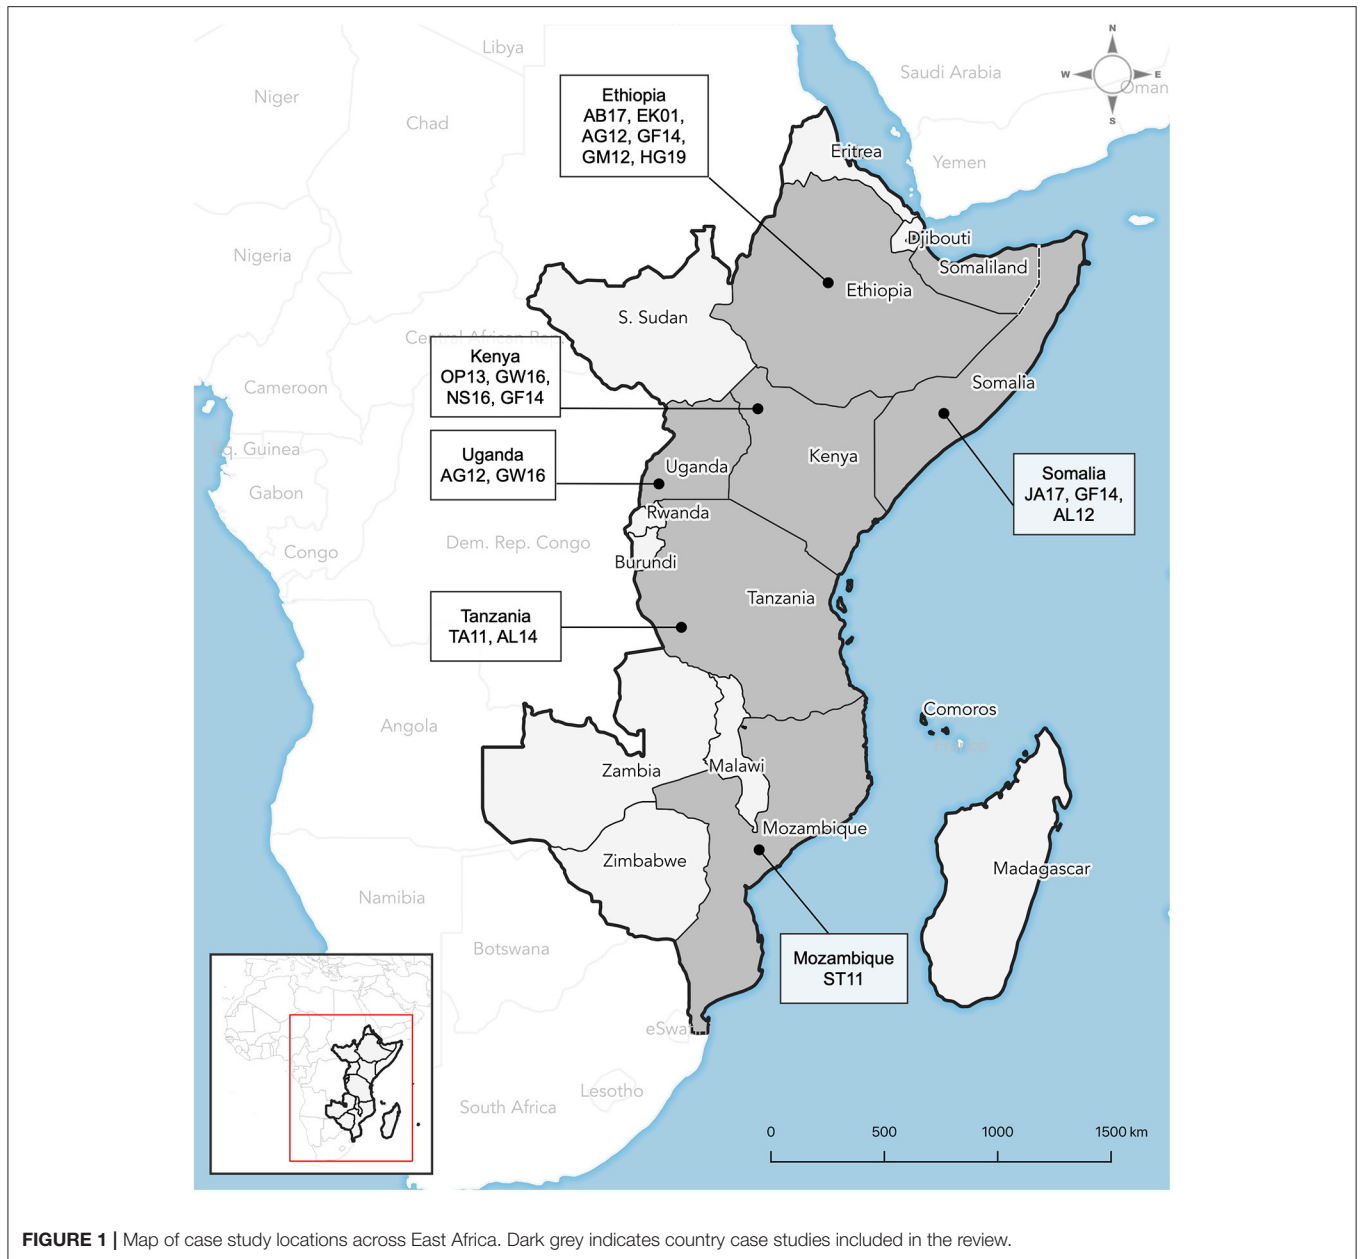 N
W
E
S
Libya
Saudi Arabia
Oman
Niger
Chad
Ethiopia
AB17, EK01,
AG12, GF14,
GM12, HG19
Eritrea
Yemen
Nigeria
Djibouti
Somaliland
Ethiopia
S. Sudan
Central African Rep.
Kenya
OP13, GW16,
NS16, GF14
Cameroon
Somalia
Eq. Guinea
Uganda
AG12, GW16
Uganda
Kenya
Somalia
JA17, GF14,
AL12
Gabon
Rwanda
Congo
Dem. Rep. Congo
Burundi
Tanzania
TA11, AL14
Tanzania
Angola
Comoros
France
Zambia
Malawi
Mozambique
Zimbabwe
Madagascar
Namibia
Botswana
Mozambique
ST11
eSwatini
Lesotho
South Africa
0 500 1000 1500 km
FIGURE 1 | Map of case study locations across East Africa. Dark grey indicates country case studies included in the review.